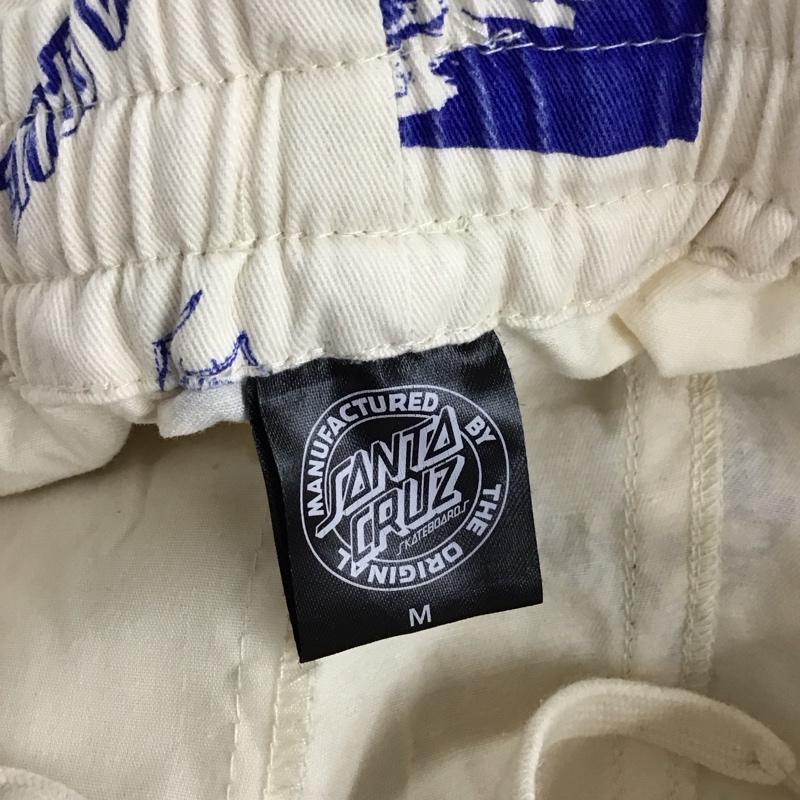 MANUFACTURED BY THE ORIGINAL
SANTA
CRUZ
SKATEBOARDS
M